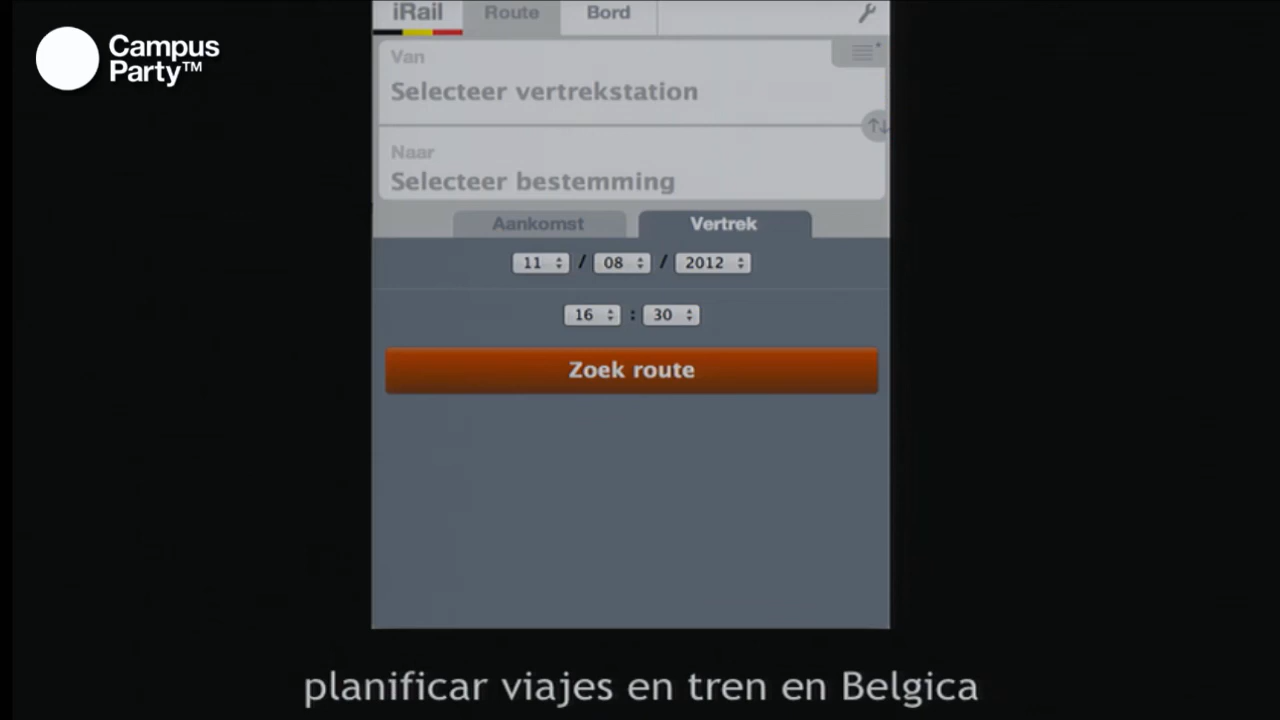 Campus
Party™
iRail Route Bord
Van
Selecteer vertrekstation
Naar
Selecteer bestemming
Aankomst Vertrek
11 / 08 / 2012
16 : 30
Zoek route
planificar viajes en tren en Belgica